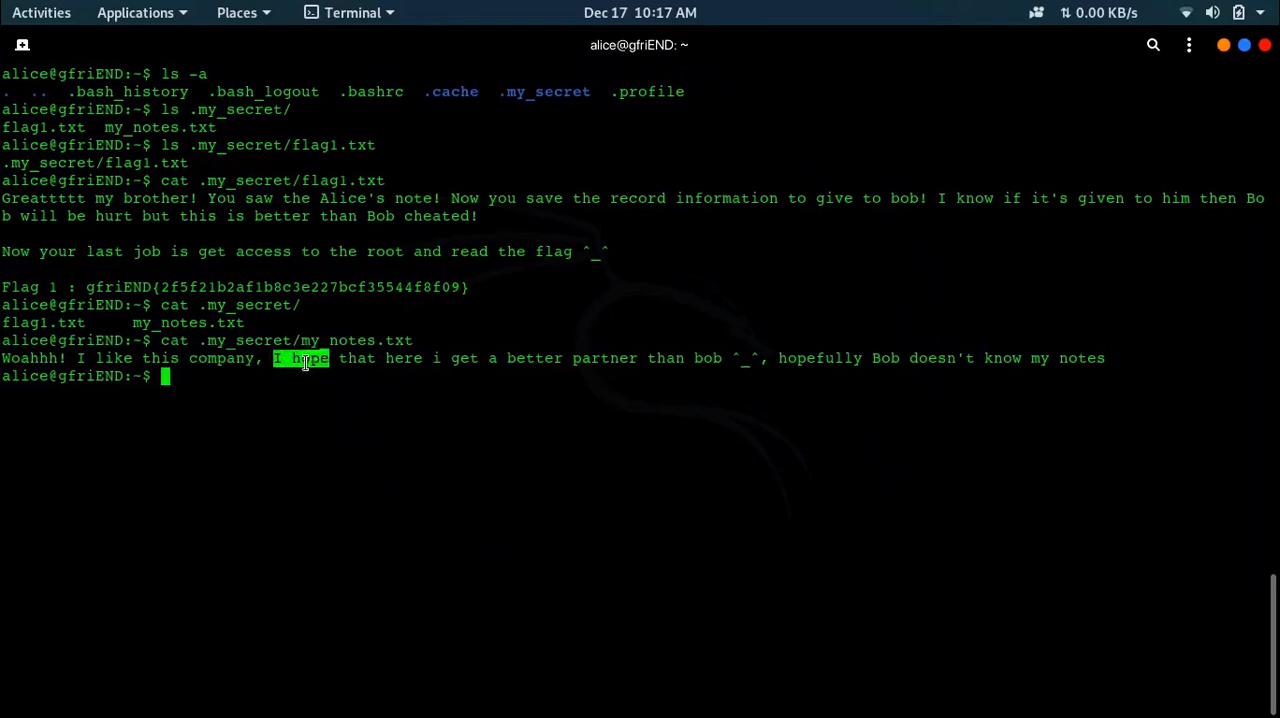 Activities Applications Places Terminal Dec 17 10:17 AM 0.00 KB/s
alice@gfriEND: ~
alice@gfriEND:~$ ls -a
. .. .bash_history .bash_logout .bashrc .cache .my_secret .profile
alice@gfriEND:~$ ls .my_secret/
flag1.txt my_notes.txt
alice@gfriEND:~$ ls .my_secret/flag1.txt
.my_secret/flag1.txt
alice@gfriEND:~$ cat .my_secret/flag1.txt
Greattttt my brother! You saw the Alice's note! Now you save the record information to give to bob! I know if it's given to him then Bo
b will be hurt but this is better than Bob cheated!
Now your last job is get access to the root and read the flag ^_^
Flag 1 : gfriEND{2f5f21b2af1b8c3e227bcf35544f8f09}
alice@gfriEND:~$ cat .my_secret/
flag1.txt my_notes.txt
alice@gfriEND:~$ cat .my_secret/my_notes.txt
Woahhh! I like this company, I hope that here i get a better partner than bob ^_^, hopefully Bob doesn't know my notes
alice@gfriEND:~$